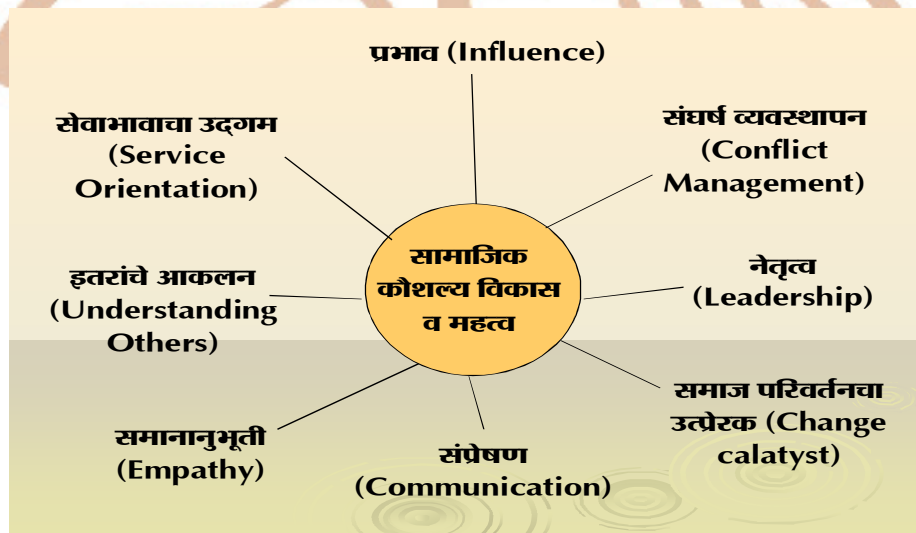 प्रभाव (Influence)
सेवाभावाचा उद्‌गम
(Service
Orientation)
संघर्ष व्यवस्थापन
(Conflict
Management)
सामाजिक
कौशल्य विकास
व महत्व
इतरांचे आकलन
(Understanding
Others)
नेतृत्व
(Leadership)
समानानुभूती
(Empathy)
संप्रेषण
(Communication)
समाज परिवर्तनचा
उत्प्रेरक (Change
calatyst)